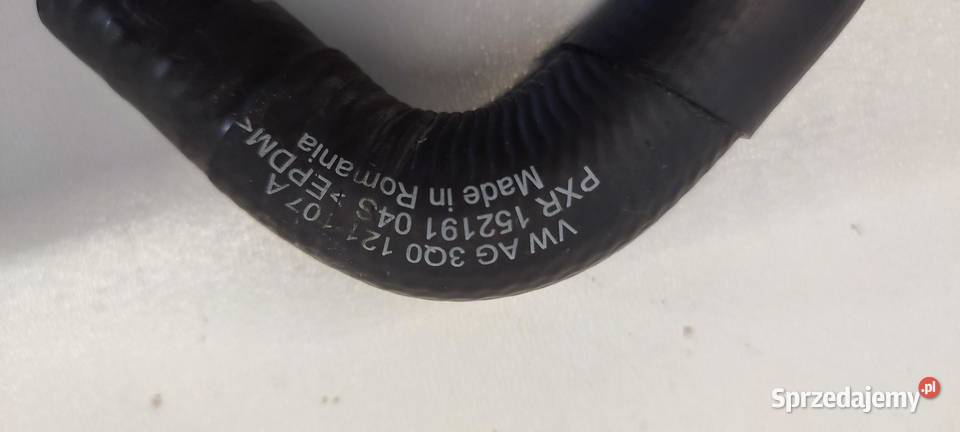 VW AG 3Q0 121 107 A
PXR 152191 04S >EPDM<
Made in Romania
Sprzedajemy.pl